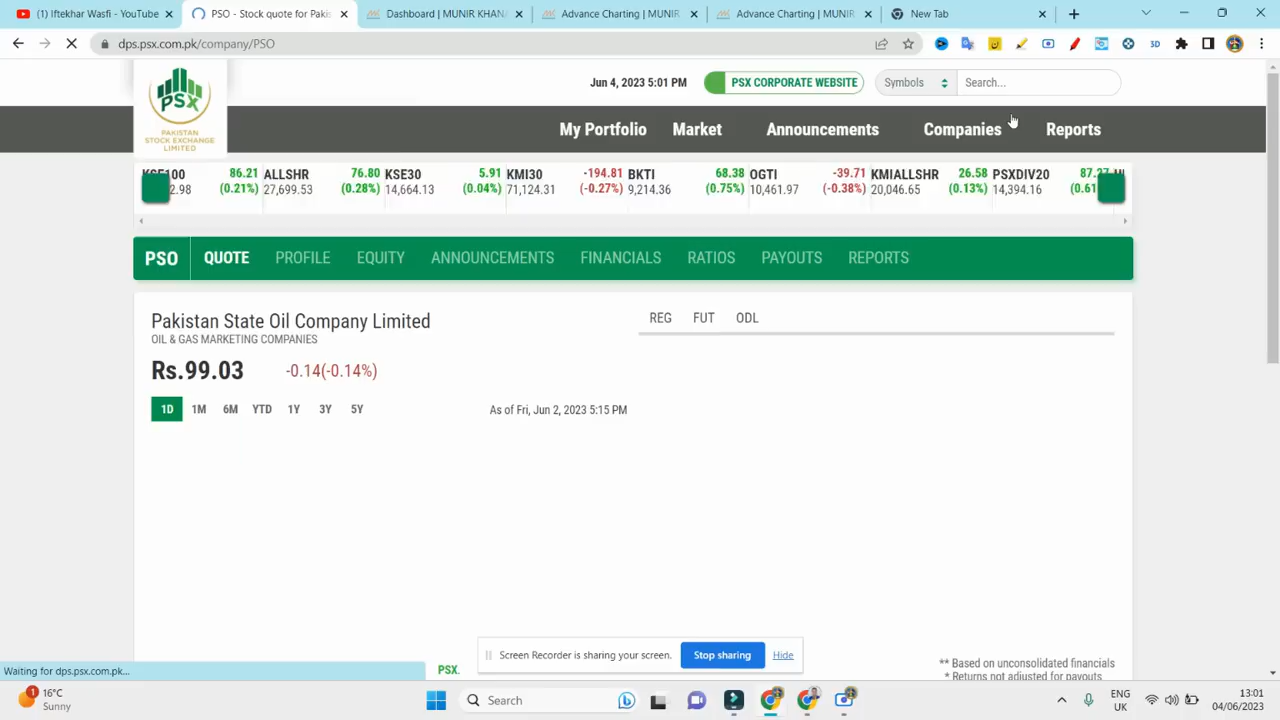 (1) Iftekhar Wasfi - YouTube
PSO - Stock quote for Paki
Dashboard | MUNIR KHAN
Advance Charting | MUNIR
Advance Charting | MUNIR
New Tab
dps.psx.com.pk/company/PSO
3D
Jun 4, 2023 5:01 PM
PSX CORPORATE WEBSITE
Symbols
Search...
PSX
PAKISTAN
STOCK EXCHANGE
LIMITED
My Portfolio
Market
Announcements
Companies
Reports
KSE100 86.21 (0.21%)
ALLSHR 27,699.53 76.80 (0.28%)
KSE30 14,664.13 5.91 (0.04%)
KMI30 71,124.31 -194.81 (-0.27%)
BKTI 9,214.36 68.38 (0.75%)
OGTI 10,461.97 -39.71 (-0.38%)
KMIALLSHR 20,046.65 26.58 (0.13%)
PSXDIV20 14,394.16
PSO
QUOTE
PROFILE
EQUITY
ANNOUNCEMENTS
FINANCIALS
RATIOS
PAYOUTS
REPORTS
Pakistan State Oil Company Limited
OIL & GAS MARKETING COMPANIES
Rs.99.03 -0.14(-0.14%)
1D 1M 6M YTD 1Y 3Y 5Y
As of Fri, Jun 2, 2023 5:15 PM
REG FUT ODL
Screen Recorder is sharing your screen.
Stop sharing
Hide
** Based on unconsolidated financials
* Returns not adjusted for payouts
Waiting for dps.psx.com.pk...
PSX.
1
16°C
Sunny
Search
ENG
UK
13:01
04/06/2023